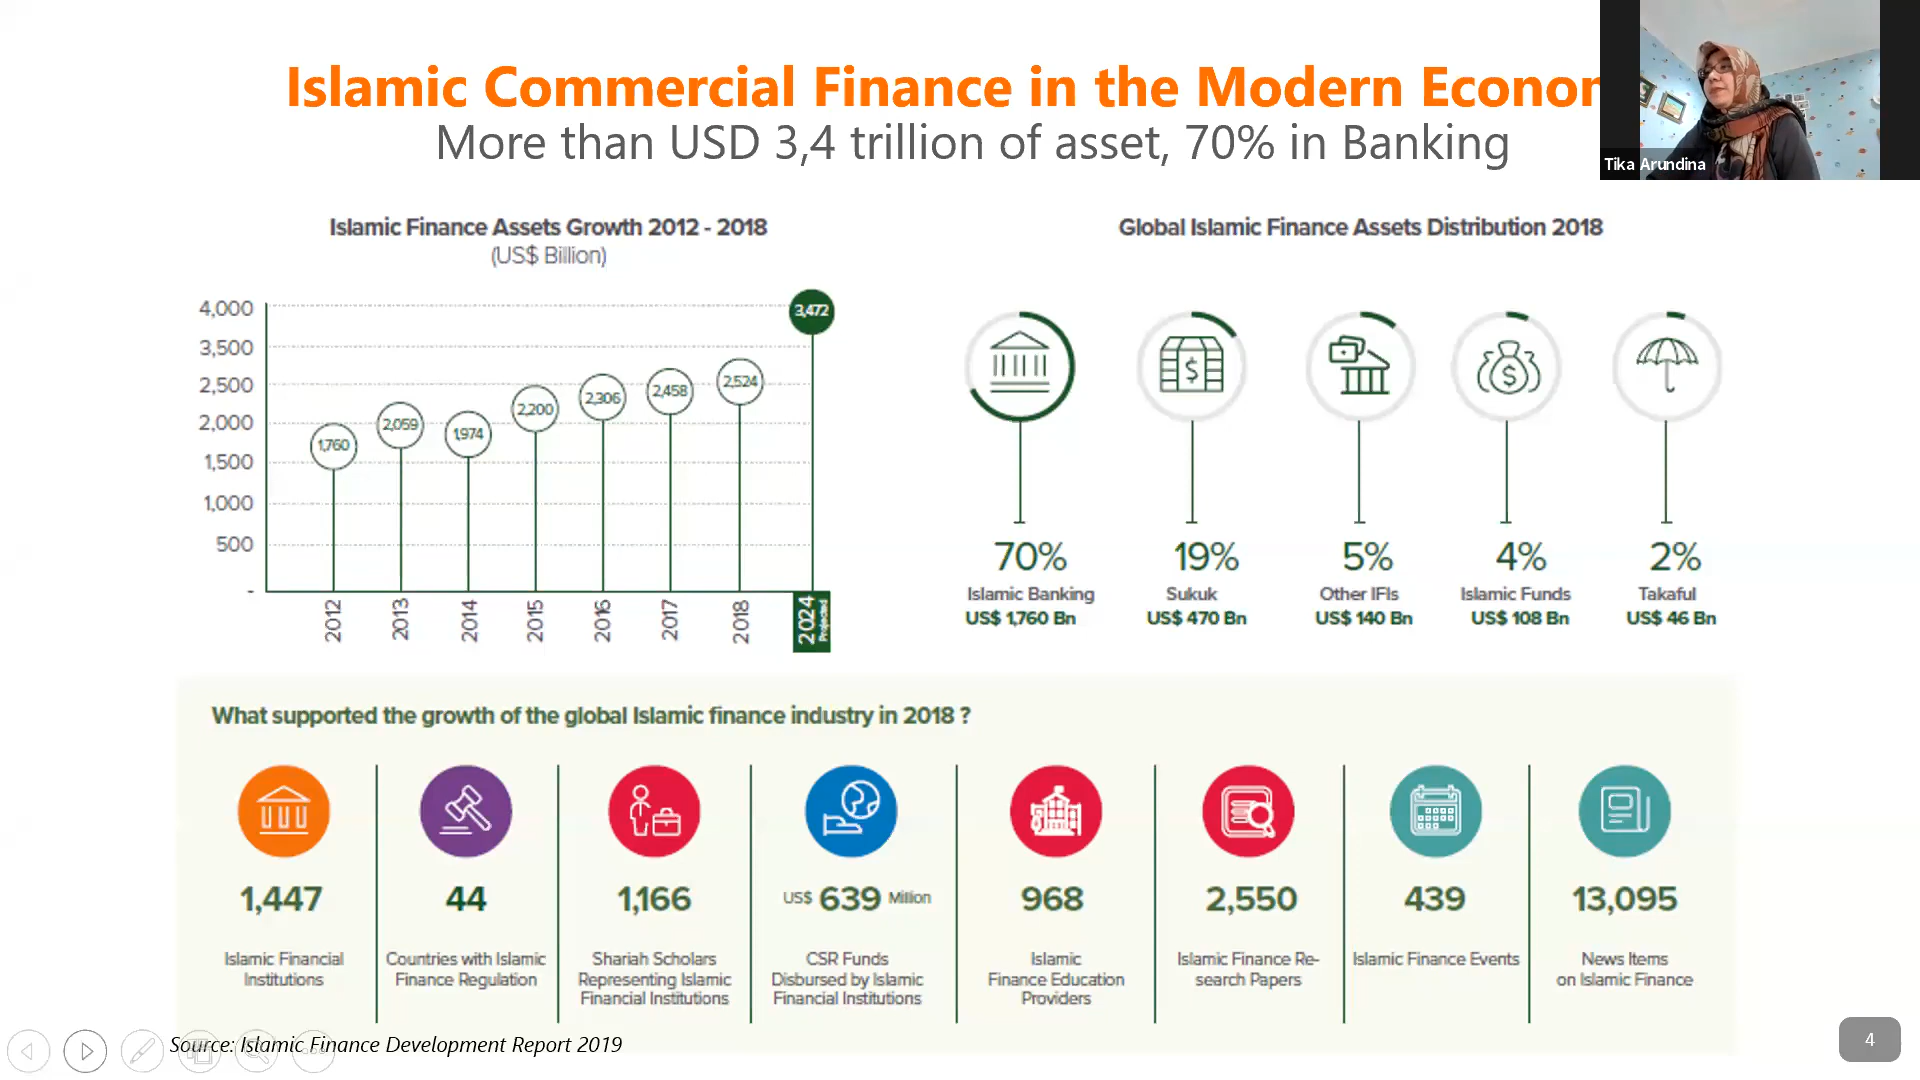 Islamic Commercial Finance in the Modern Econo
More than USD 3,4 trillion of asset, 70% in Banking
Tika Arundina
Islamic Finance Assets Growth 2012 - 2018
(US$ Billion)
4,000
3,500
2,500
2,000
1,500
1,000
500
-
1,760
2,059
1,974
2,200
2,306
2,458
2,524
3,472
2012
2013
2014
2015
2016
2017
2018
2024
Projected
Global Islamic Finance Assets Distribution 2018
70%
Islamic Banking
US$ 1,760 Bn
19%
Sukuk
US$ 470 Bn
5%
Other IFIs
US$ 140 Bn
4%
Islamic Funds
US$ 108 Bn
2%
Takaful
US$ 46 Bn
What supported the growth of the global Islamic finance industry in 2018 ?
1,447
Islamic Financial
Institutions
44
Countries with Islamic
Finance Regulation
1,166
Shariah Scholars
Representing Islamic
Financial Institutions
US$ 639 Million
CSR Funds
Disbursed by Islamic
Financial Institutions
968
Islamic
Finance Education
Providers
2,550
Islamic Finance Re-
search Papers
439
Islamic Finance Events
13,095
News Items
on Islamic Finance
Source: Islamic Finance Development Report 2019
4